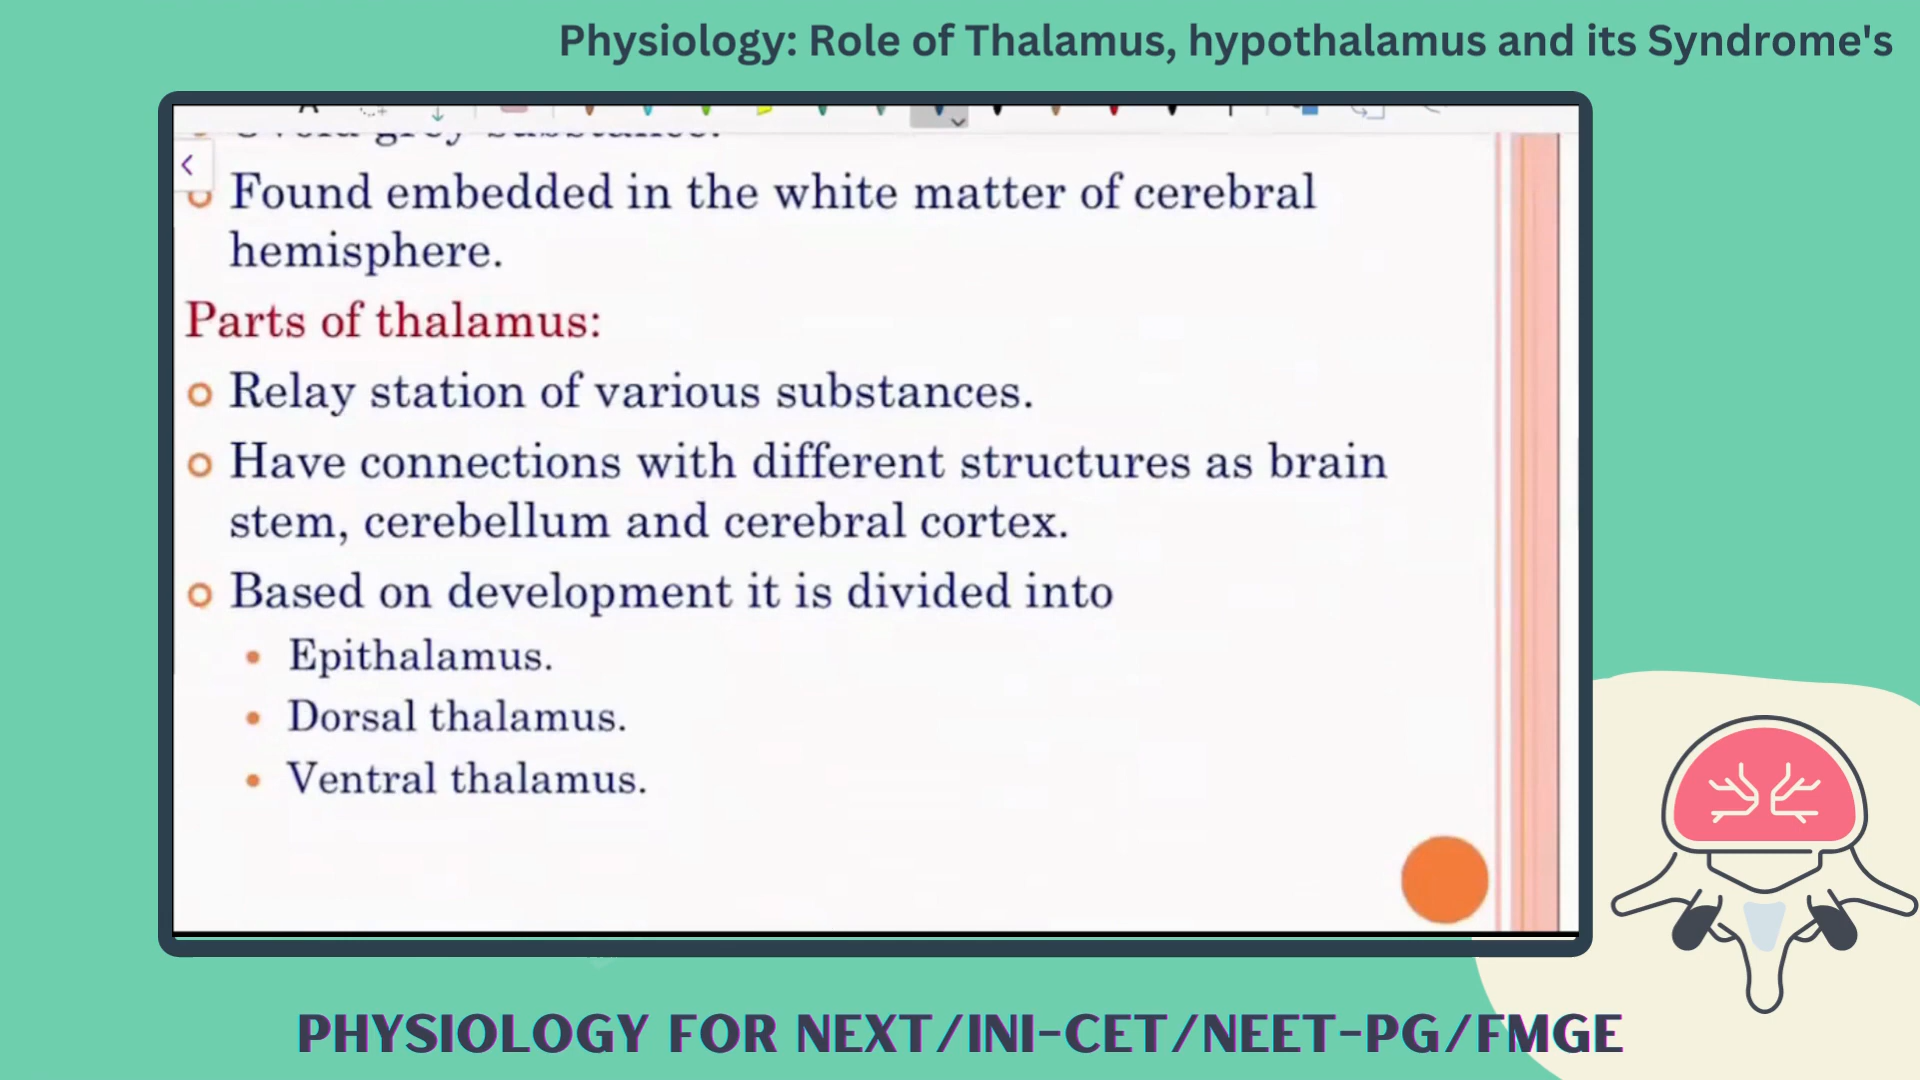 Physiology: Role of Thalamus, hypothalamus and its Syndrome's
grey substance.
Found embedded in the white matter of cerebral
hemisphere.
Parts of thalamus:
Relay station of various substances.
Have connections with different structures as brain
stem, cerebellum and cerebral cortex.
Based on development it is divided into
Epithalamus.
Dorsal thalamus.
Ventral thalamus.
PHYSIOLOGY FOR NEXT/INI-CET/NEET-PG/FMGE